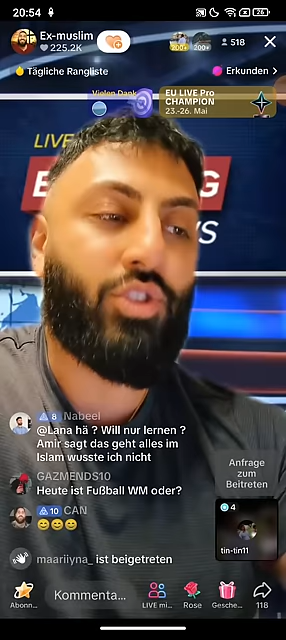 20:54
26
Ex-muslim
225.2K
200+
200+
518
Tägliche Rangliste
Erkunden
Vielen Dank
EU LIVE Pro
CHAMPION
23.-26. Mai
LIVE
8 Nabeel
@Lana hä ? Will nur lernen ?
Amir sagt das geht alles im
Islam wusste ich nicht
GAZMENDS10
Heute ist Fußball WM oder?
10 CAN
😊😊😊
maariiyna_ ist beigetreten
Anfrage
zum
Beitreten
4
tin-tin11
Abonn...
Kommenta...
LIVE mi...
Rose
Gesche...
118